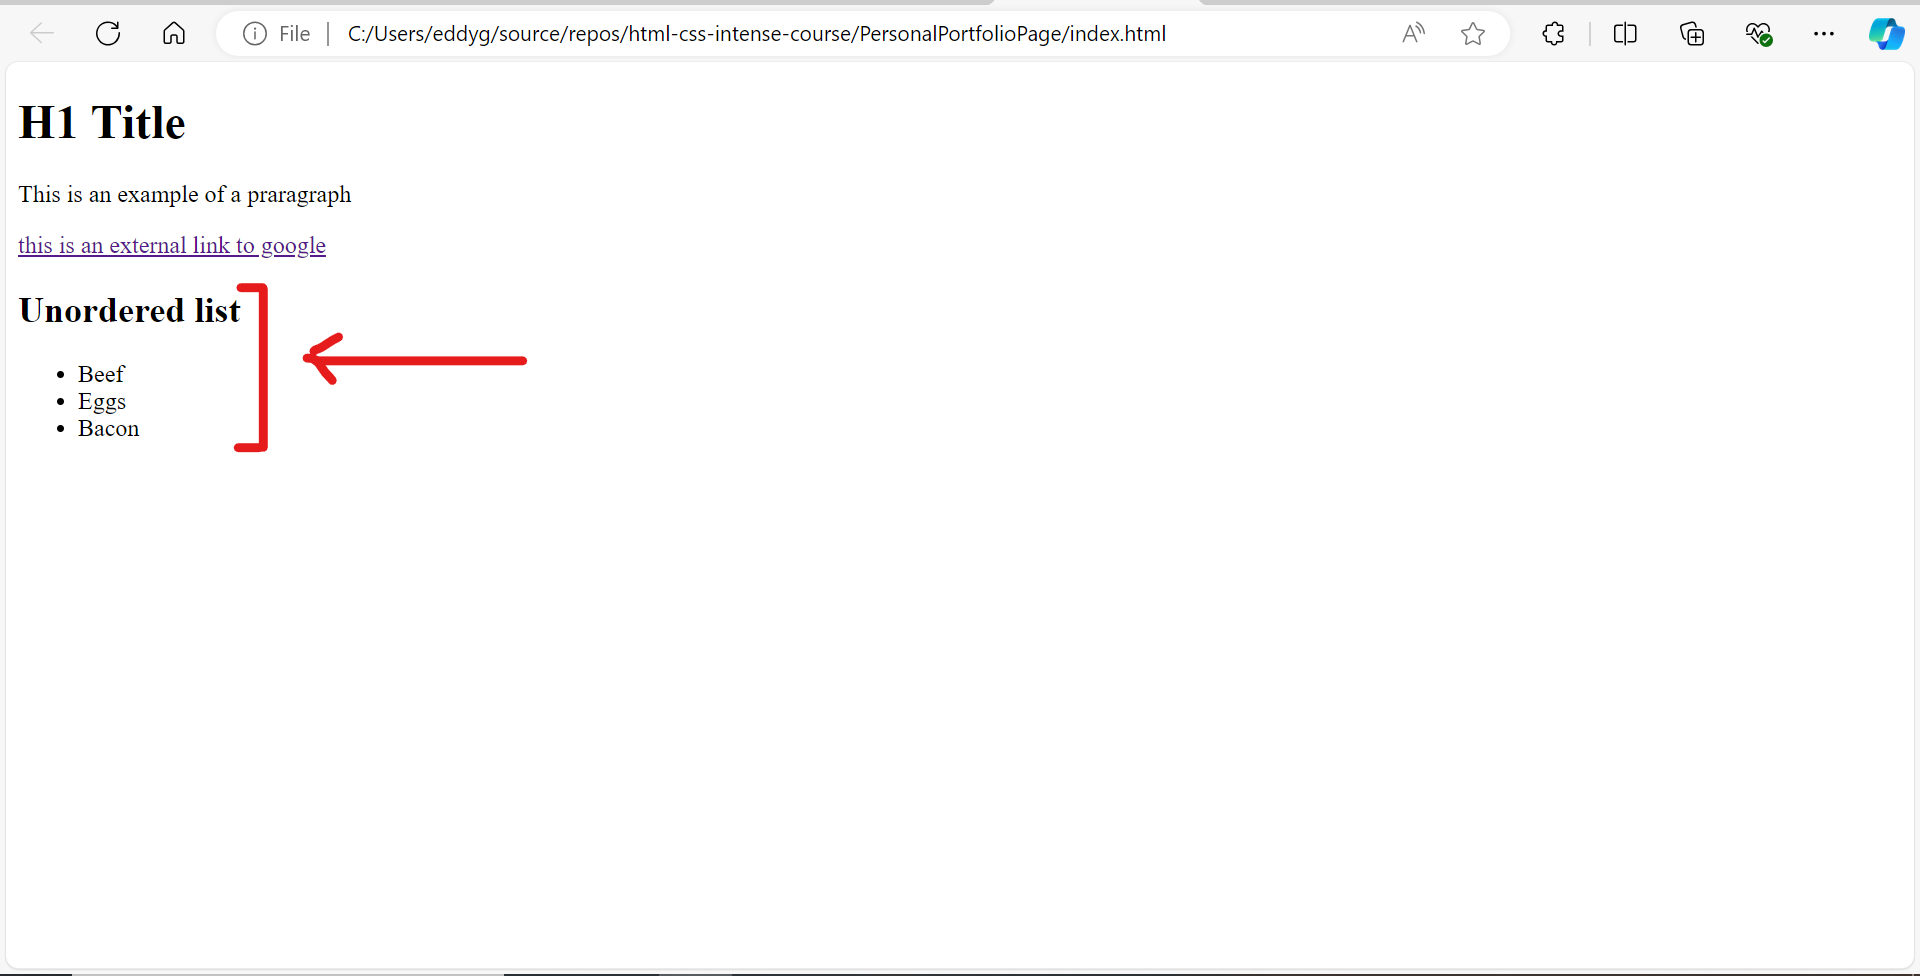 File
C:/Users/eddyg/source/repos/html-css-intense-course/PersonalPortfolioPage/index.html
H1 Title
This is an example of a praragraph
this is an external link to google
Unordered list
Beef
Eggs
Bacon